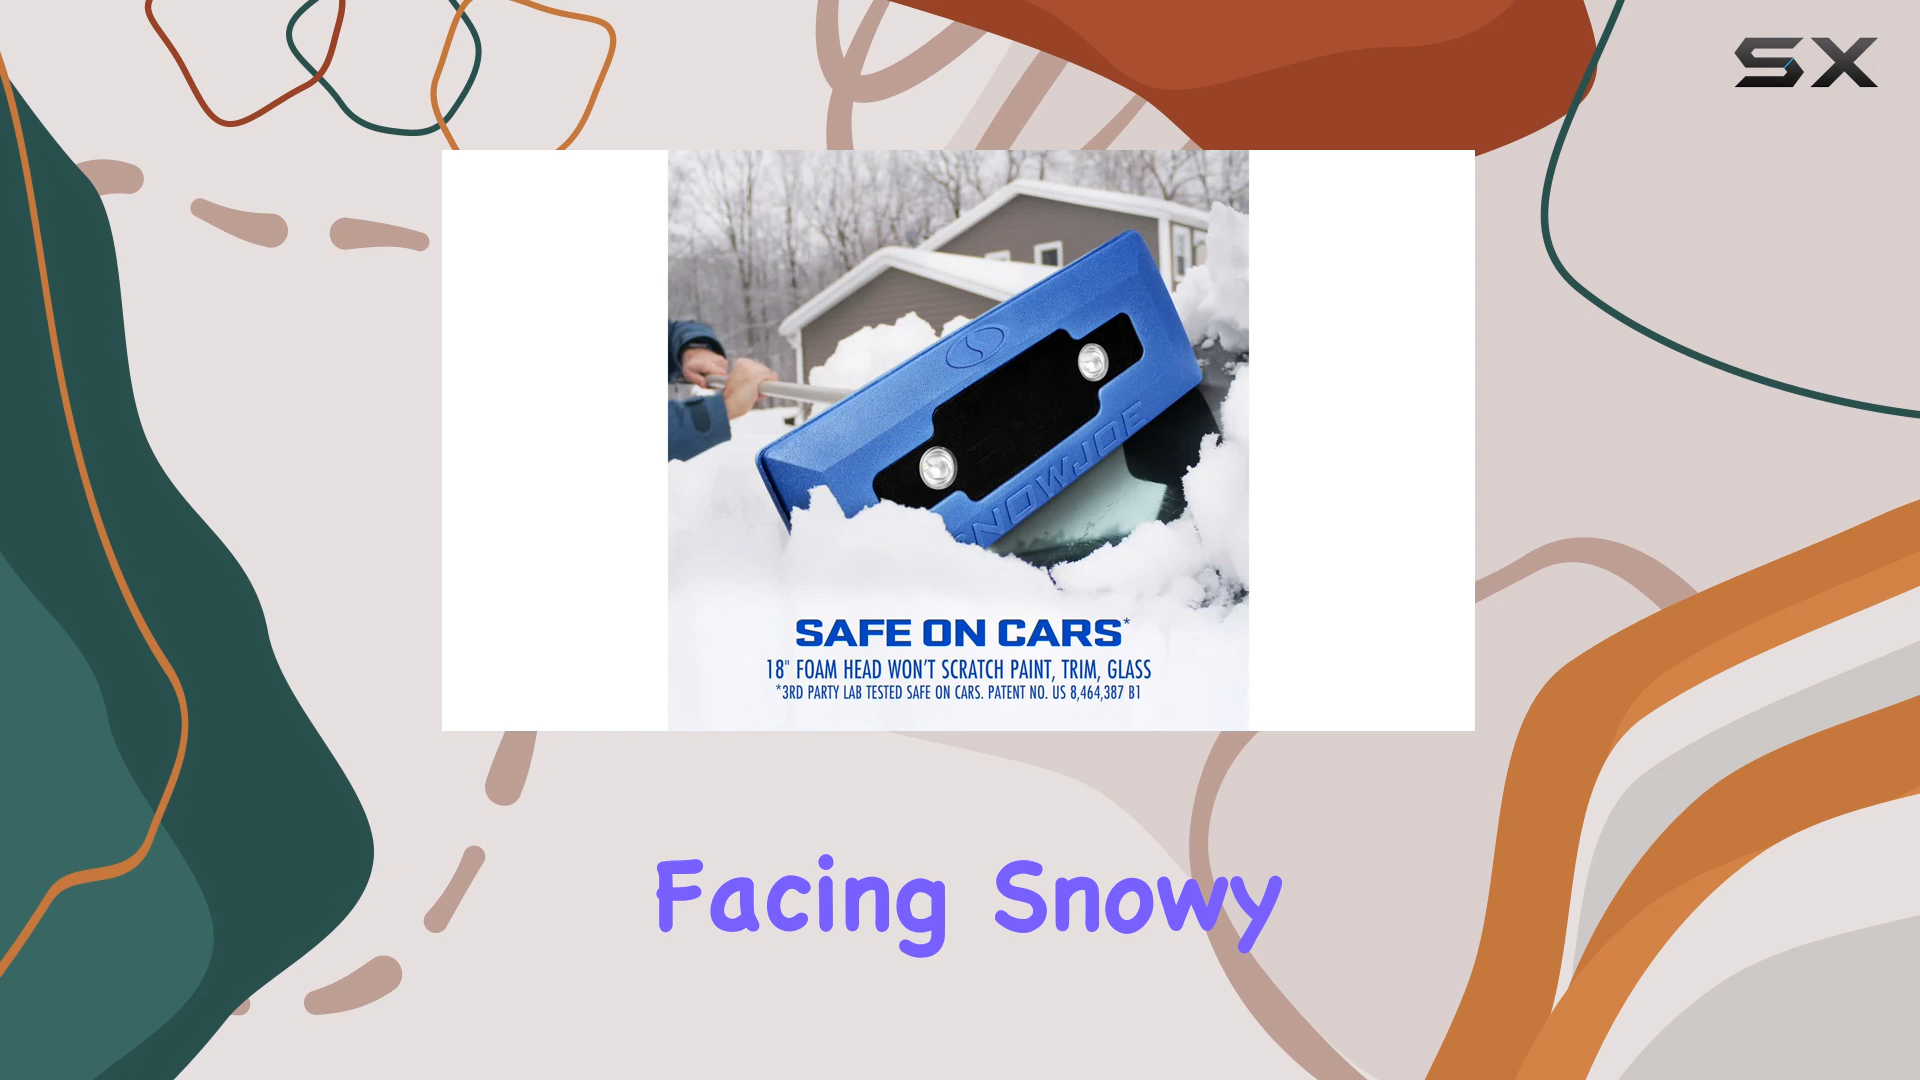 SX
SNOWJOE
SAFE ON CARS*
18" FOAM HEAD WON'T SCRATCH PAINT, TRIM, GLASS
*3RD PARTY LAB TESTED SAFE ON CARS. PATENT NO. US 8,464,387 B1
Facing Snowy